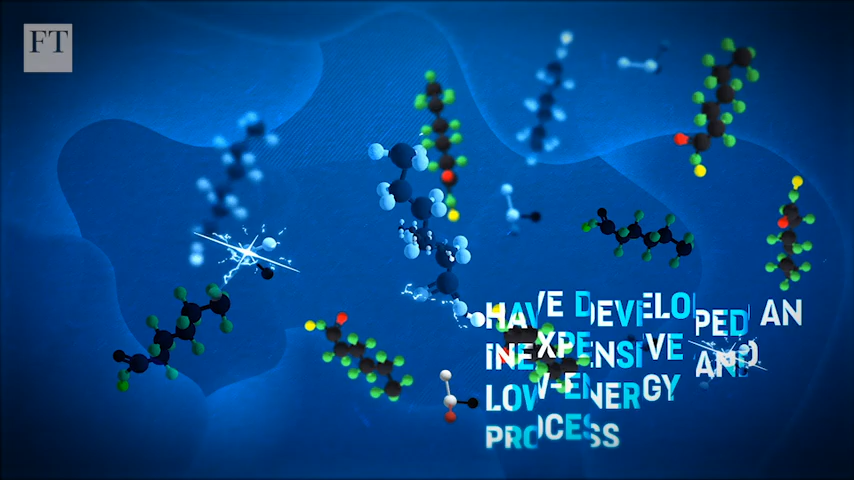 FT
HAVE DEVELOPED AN
INEXPENSIVE AND
LOW-ENERGY
PROCESS